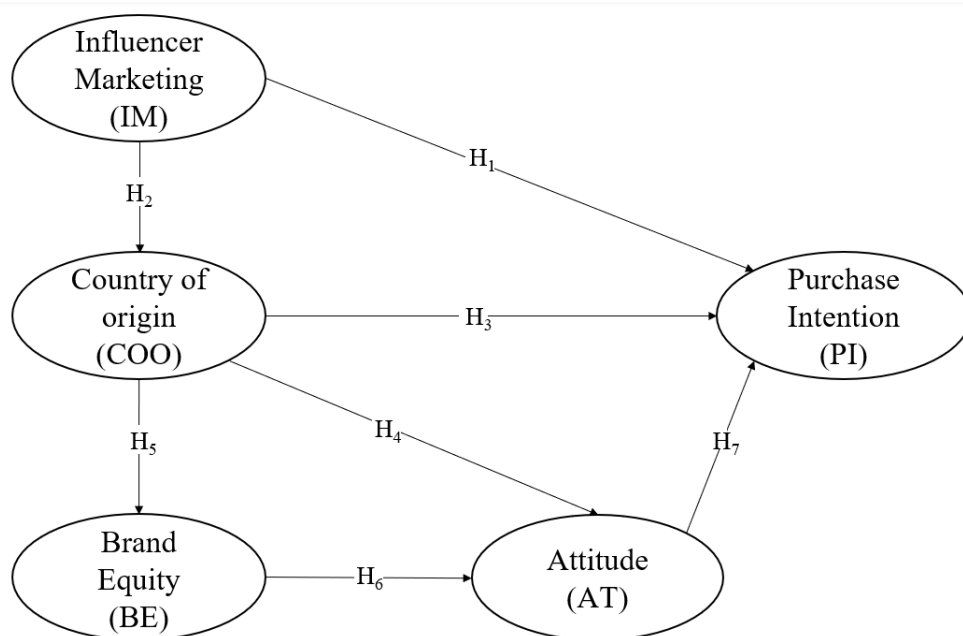 Influencer
Marketing
(IM)
H₁
H₂
Country of
origin
(COO)
H₃
Purchase
Intention
(PI)
H₄
H₅
H₇
Brand
Equity
(BE)
H₆
Attitude
(AT)